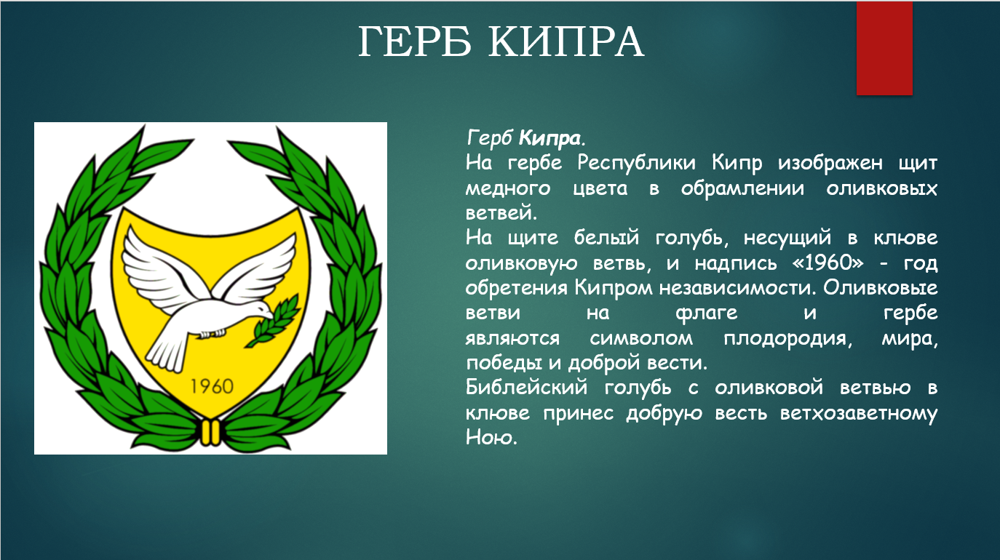 ГЕРБ КИПРА
1960
Герб Кипра.
На гербе Республики Кипр изображен щит
медного цвета в обрамлении оливковых
ветвей.
На щите белый голубь, несущий в клюве
оливковую ветвь, и надпись «1960» - год
обретения Кипром независимости. Оливковые
ветви на флаге и гербе
являются символом плодородия, мира,
победы и доброй вести.
Библейский голубь с оливковой ветвью в
клюве принес добрую весть ветхозаветному
Ною.